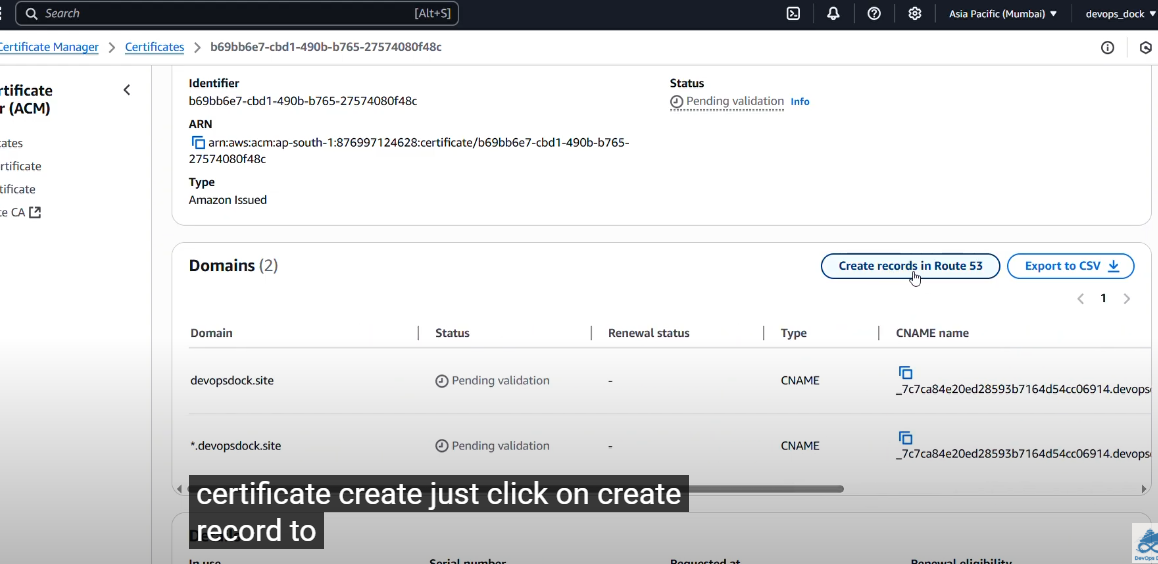 Search [Alt+S] Asia Pacific (Mumbai) devops_dock
Certificate Manager > Certificates > b69bb6e7-cbd1-490b-b765-27574080f48c
rtificate
r (ACM)
cates
rtificate
tificate
te CA
Identifier
b69bb6e7-cbd1-490b-b765-27574080f48c
ARN
arn:aws:acm:ap-south-1:876997124628:certificate/b69bb6e7-cbd1-490b-b765-
27574080f48c
Type
Amazon Issued
Status
Pending validation Info
Domains (2)
Create records in Route 53 Export to CSV
1
Domain Status Renewal status Type CNAME name
devopsdock.site Pending validation - CNAME
_7c7ca84e20ed28593b7164d54cc06914.devops
*.devopsdock.site Pending validation - CNAME
_7c7ca84e20ed28593b7164d54cc06914.devops
certificate create just click on create
record to
In use Serial number Requested at Renewal eligibility